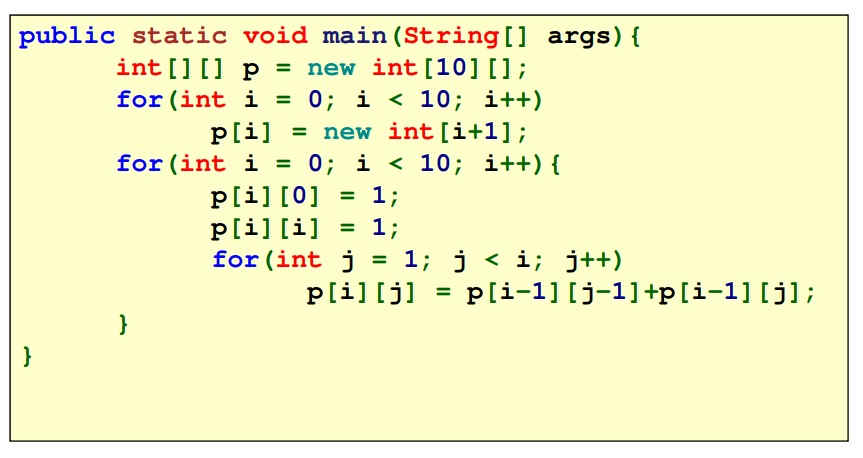 public static void main(String[] args){
int[][] p = new int[10][];
for(int i = 0; i < 10; i++)
p[i] = new int[i+1];
for(int i = 0; i < 10; i++){
p[i][0] = 1;
p[i][i] = 1;
for(int j = 1; j < i; j++)
p[i][j] = p[i-1][j-1]+p[i-1][j];
}
}